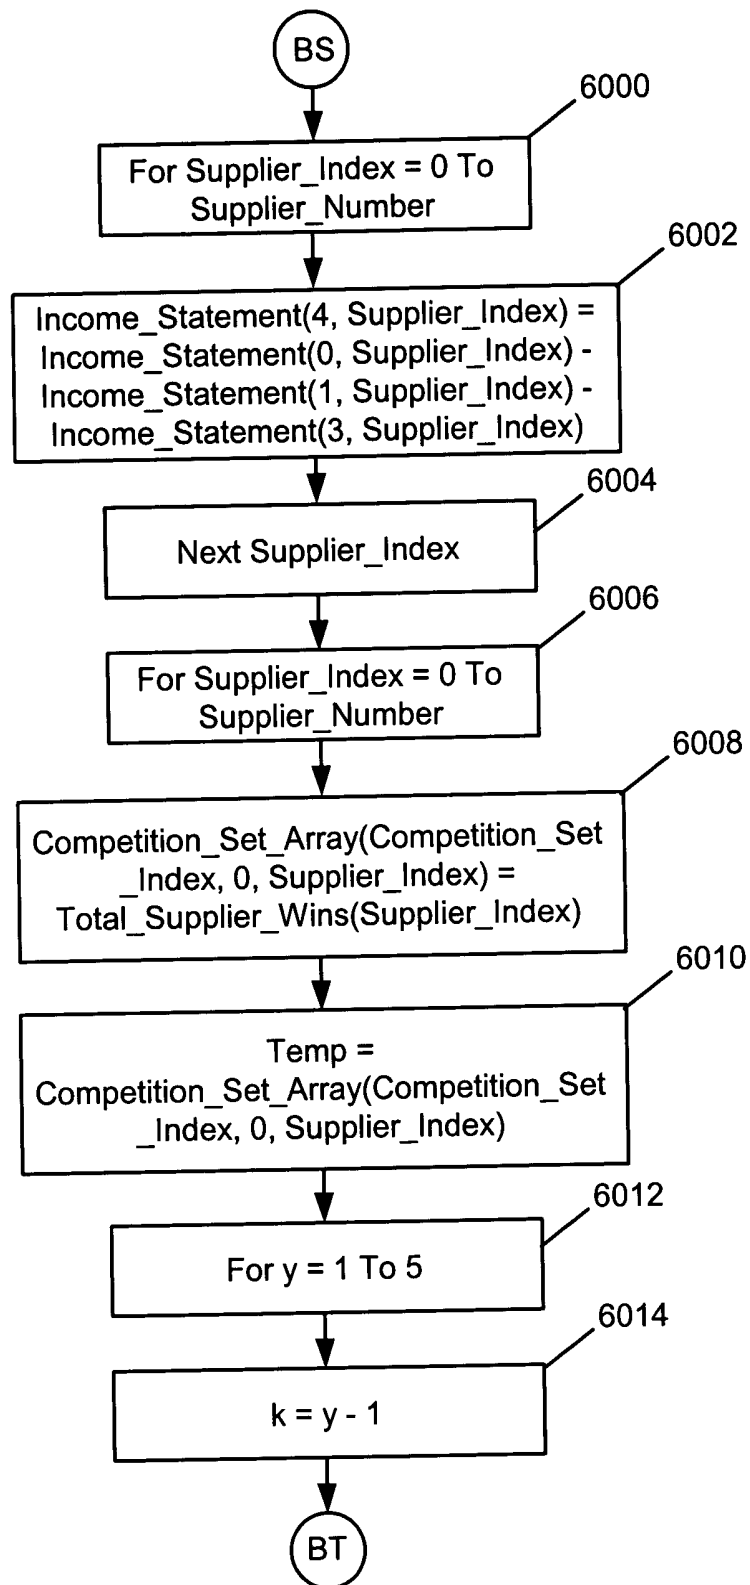 BS
6000
For Supplier_Index = 0 To
Supplier_Number
6002
Income_Statement(4, Supplier_Index) =
Income_Statement(0, Supplier_Index) -
Income_Statement(1, Supplier_Index) -
Income_Statement(3, Supplier_Index)
6004
Next Supplier_Index
6006
For Supplier_Index = 0 To
Supplier_Number
6008
Competition_Set_Array(Competition_Set
_Index, 0, Supplier_Index) =
Total_Supplier_Wins(Supplier_Index)
6010
Temp =
Competition_Set_Array(Competition_Set
_Index, 0, Supplier_Index)
6012
For y = 1 To 5
6014
k = y - 1
BT